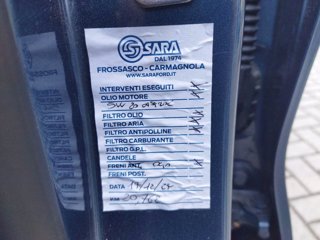 SARA
DAL 1974
FROSSASCO - CARMAGNOLA
WWW.SARAFORD.IT
INTERVENTI ESEGUITI
OLIO MOTORE
FILTRO OLIO
FILTRO ARIA
FILTRO ANTIPOLLINE
FILTRO CARBURANTE
FILTRO G.P.L.
CANDELE
FRENI ANT.
FRENI POST.
DATA
KM